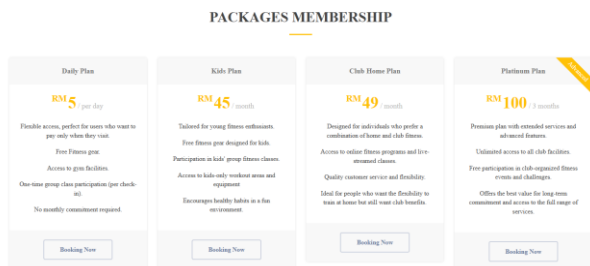 PACKAGES MEMBERSHIP
Daily Plan
RM 5 / per day
Flexible access, perfect for users who want to
pay only when they visit.
Free Fitness gear.
Access to gym facilities.
One-time group class participation (per check-
in).
No monthly commitment required.
Booking Now
Kids Plan
RM 45 / month
Tailored for young fitness enthusiasts.
Free fitness gear designed for kids.
Participation in kids' group fitness classes.
Access to kids-only workout areas and
equipment
Encourages healthy habits in a fun
environment.
Booking Now
Club Home Plan
RM 49 / month
Designed for individuals who prefer a
combination of home and club fitness.
Access to online fitness programs and live-
streamed classes.
Quality customer service and flexibility.
Ideal for people who want the flexibility to
train at home but still want club benefits.
Booking Now
Platinum Plan
Advanced
RM 100 / 3 months
Premium plan with extended services and
advanced features.
Unlimited access to all club facilities.
Free participation in club-organized fitness
events and challenges.
Offers the best value for long-term
commitment and access to the full range of
services.
Booking Now